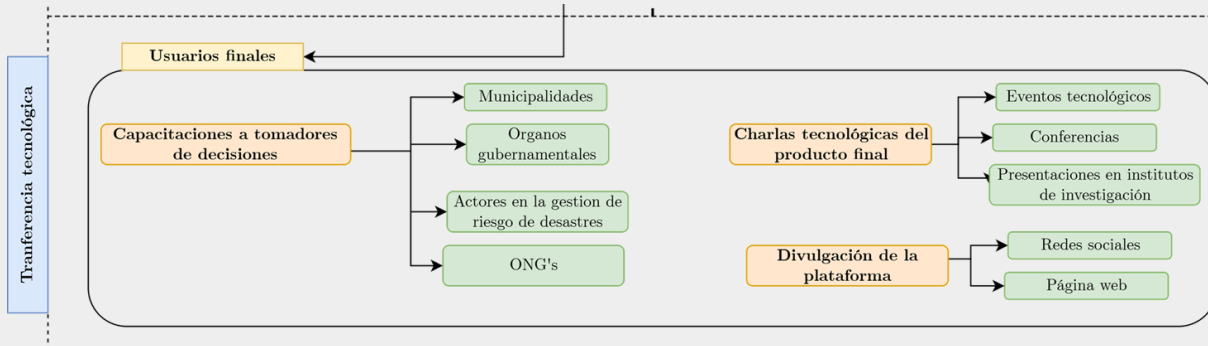 Tranferencia tecnológica
Usuarios finales
Capacitaciones a tomadores
de decisiones
Municipalidades
Organos
gubernamentales
Actores en la gestion de
riesgo de desastres
ONG's
Charlas tecnológicas del
producto final
Eventos tecnológicos
Conferencias
Presentaciones en institutos
de investigación
Divulgación de la
plataforma
Redes sociales
Página web